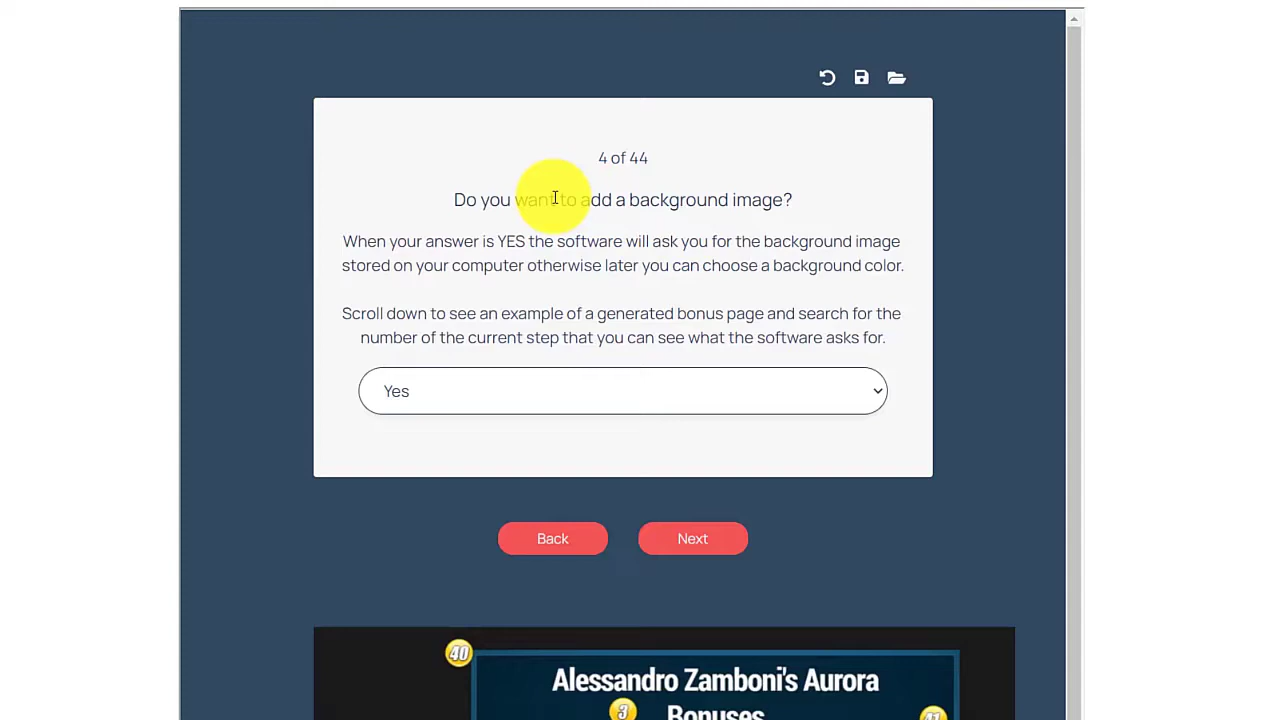 4 of 44
Do you want to add a background image?
When your answer is YES the software will ask you for the background image
stored on your computer otherwise later you can choose a background color.
Scroll down to see an example of a generated bonus page and search for the
number of the current step that you can see what the software asks for.
Yes
Back
Next
40
Alessandro Zamboni's Aurora
3
Bonuses
41